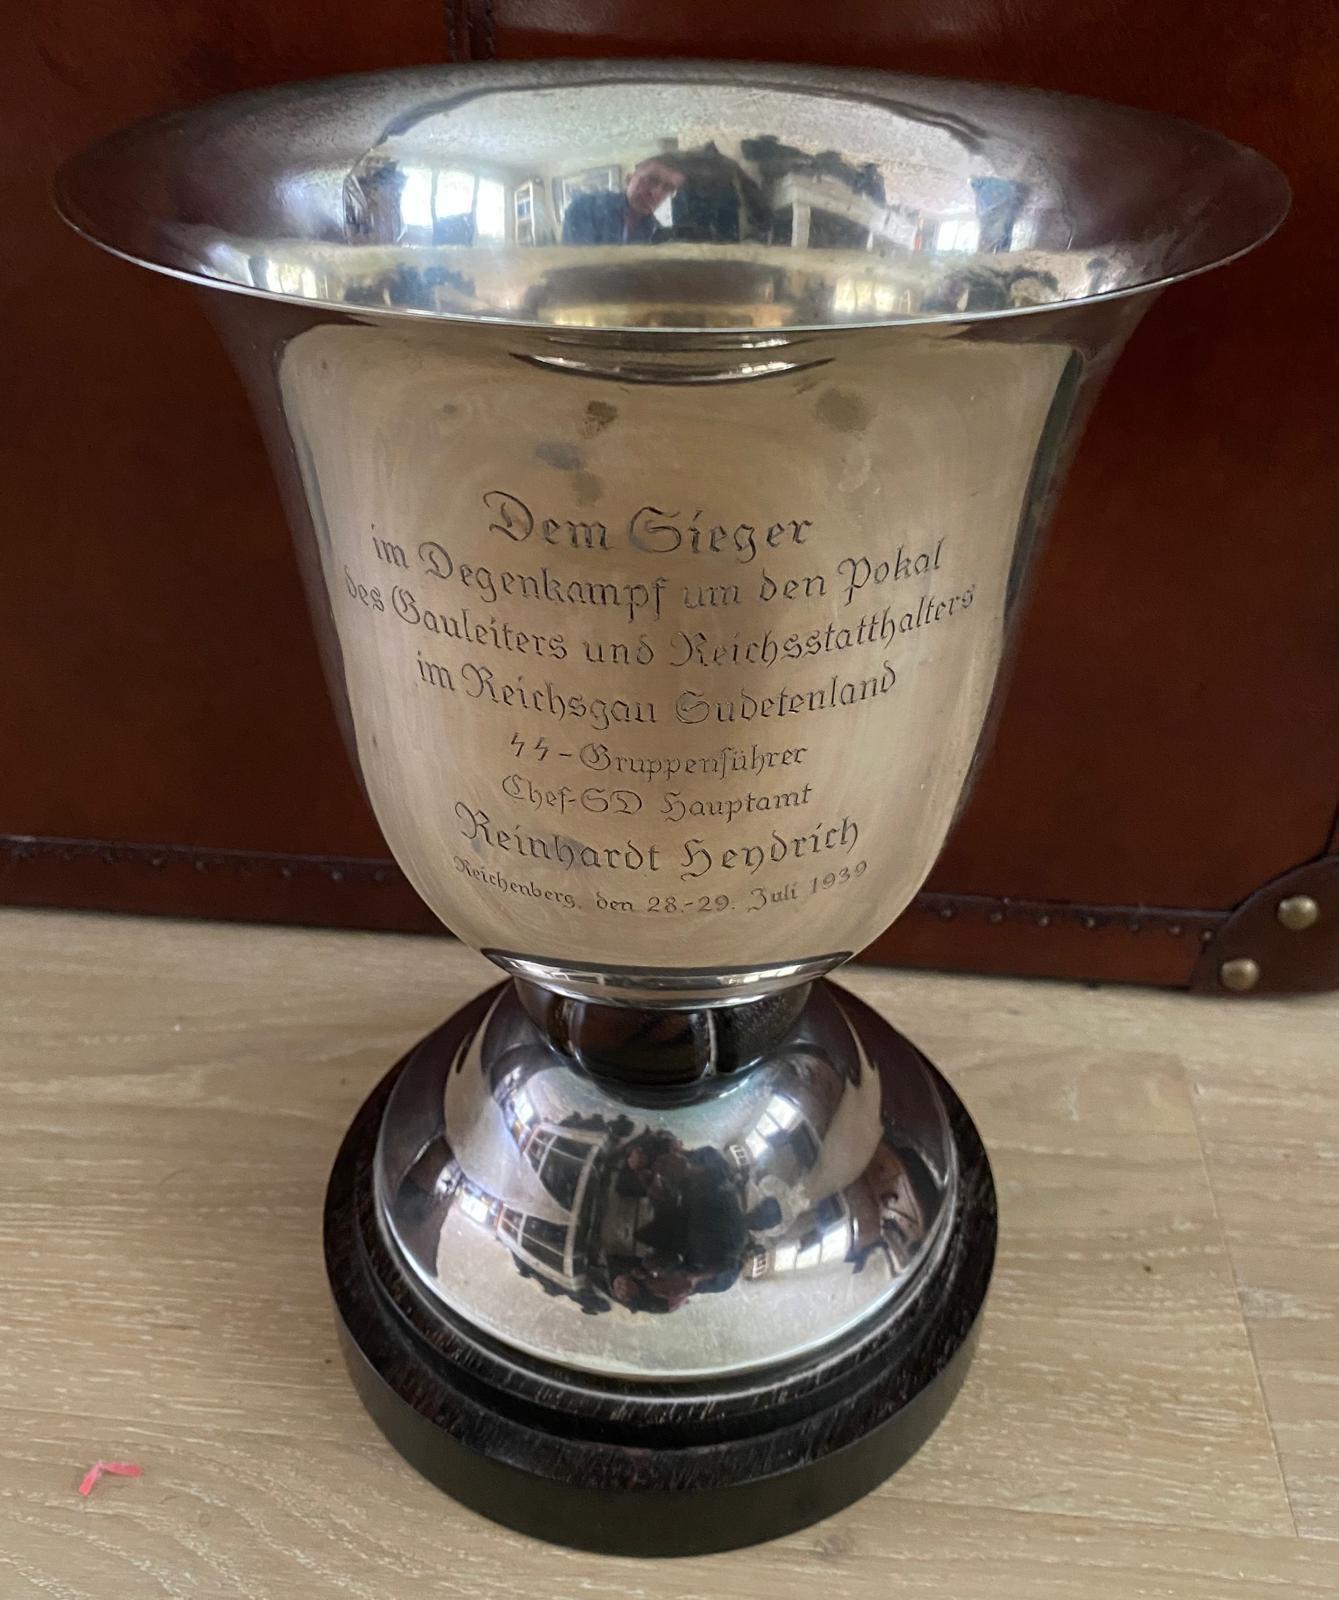 Dem Sieger
im Degenkampf um den Pokal
des Gauleiters und Reichsstatthalters
im Reichsgau Sudetenland
ϟϟ-Gruppenführer
Chef-SD Hauptamt
Reinhardt Heydrich
Reichenberg, den 28.-29. Juli 1939